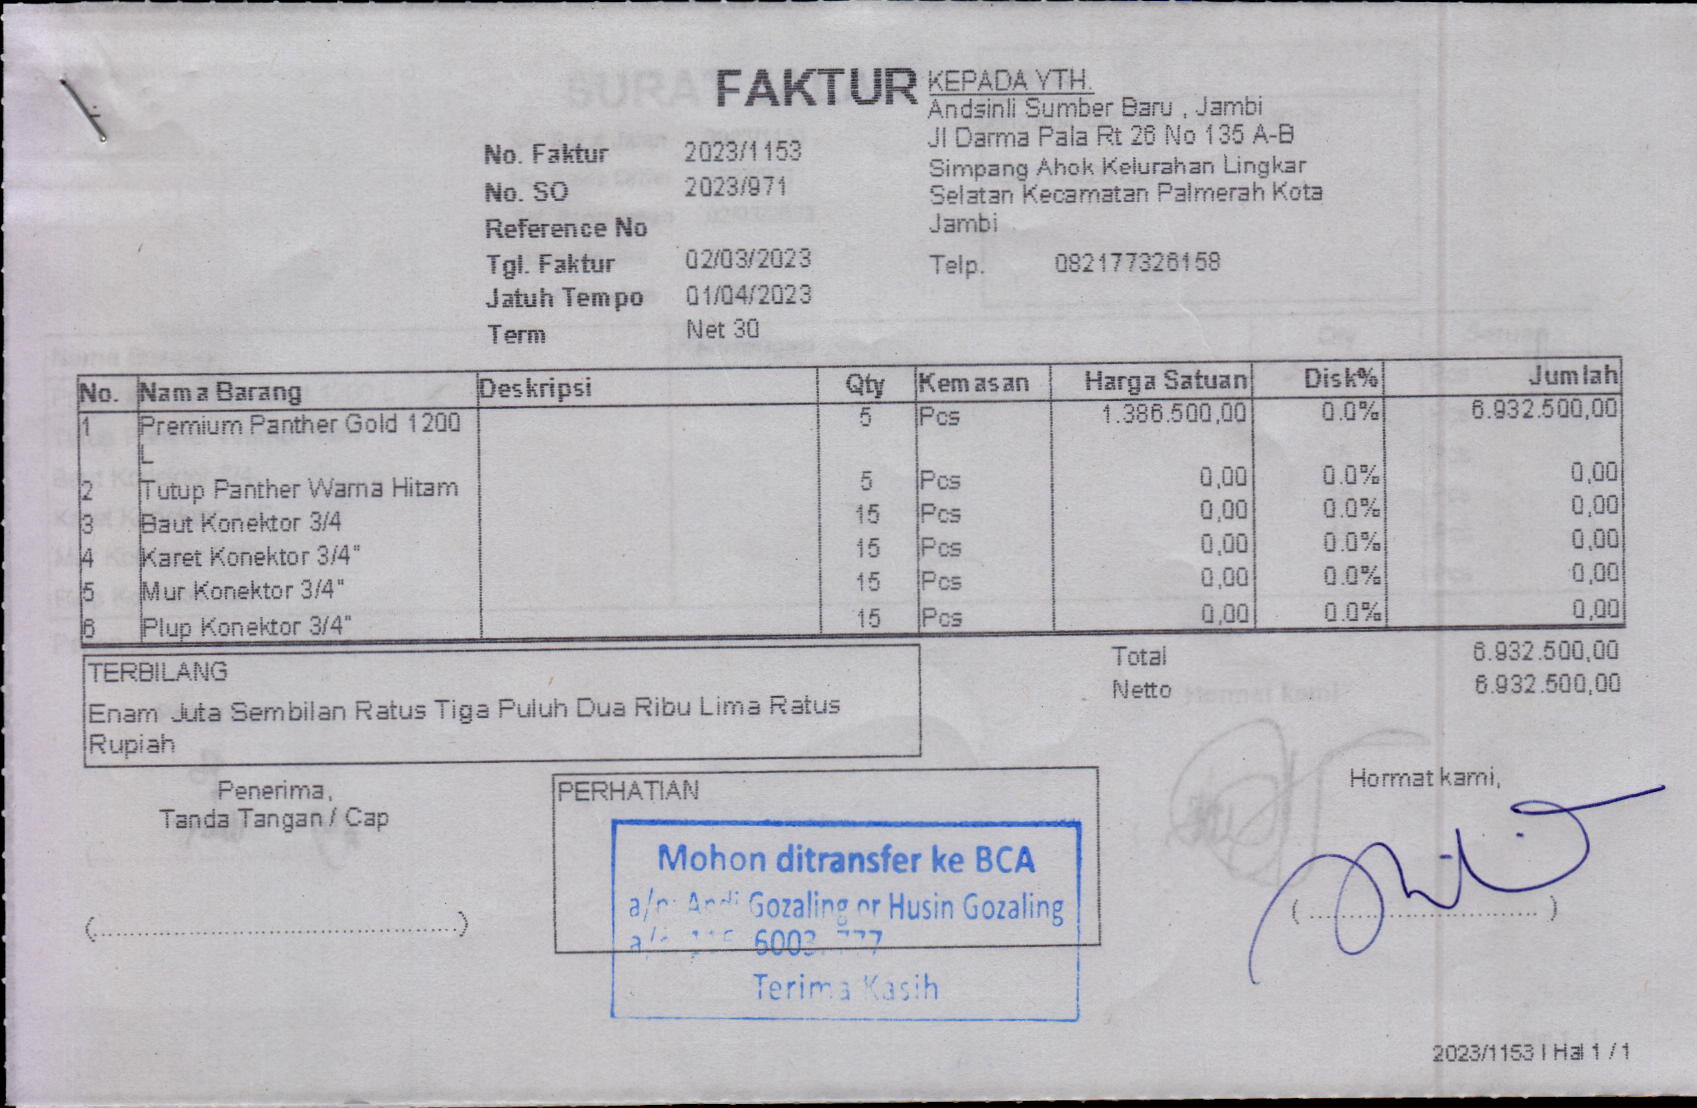 FAKTUR
KEPADA YTH.
Andsinli Sumber Baru , Jambi
Jl Darma Pala Rt 26 No 135 A-B
Simpang Ahok Kelurahan Lingkar
Selatan Kecamatan Palmerah Kota
Jambi
Telp. 082177326158
No. Faktur 2023/1153
No. SO 2023/971
Reference No
Tgl. Faktur 02/03/2023
Jatuh Tempo 01/04/2023
Term Net 30
No. Nama Barang Deskripsi Qty Kemasan Harga Satuan Disk% Jumlah
1 Premium Panther Gold 1200 5 Pcs 1.386.500,00 0.0% 6.932.500,00
L
2 Tutup Panther Warna Hitam 5 Pcs 0,00 0.0% 0,00
3 Baut Konektor 3/4 15 Pcs 0,00 0.0% 0,00
4 Karet Konektor 3/4" 15 Pcs 0,00 0.0% 0,00
5 Mur Konektor 3/4" 15 Pcs 0,00 0.0% 0,00
6 Plup Konektor 3/4" 15 Pcs 0,00 0.0% 0,00
Total 6.932.500,00
Netto 6.932.500,00
TERBILANG
Enam Juta Sembilan Ratus Tiga Puluh Dua Ribu Lima Ratus
Rupiah
Penerima,
Tanda Tangan / Cap
(..........................................)
PERHATIAN
Mohon ditransfer ke BCA
a/n: Andi Gozaling or Husin Gozaling
Terima Kasih
Hormat kami,
( .......................... )
2023/1153 | Hal 1 / 1